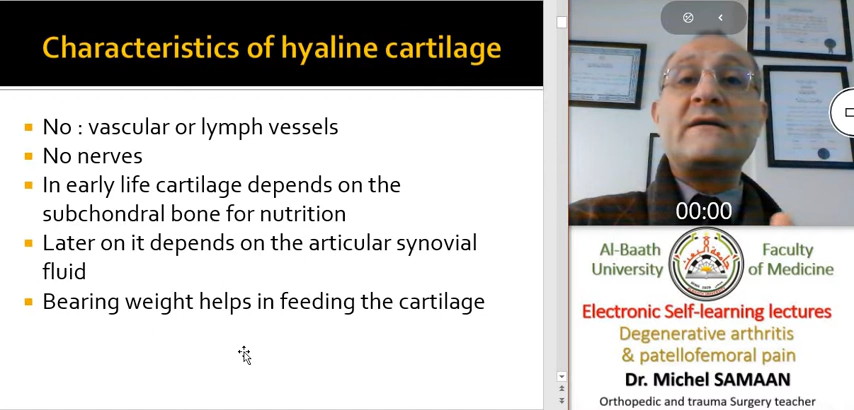 Characteristics of hyaline cartilage
No : vascular or lymph vessels
No nerves
In early life cartilage depends on the
subchondral bone for nutrition
Later on it depends on the articular synovial
fluid
Bearing weight helps in feeding the cartilage
00:00
Al-Baath
University
Faculty
of Medicine
Electronic Self-learning lectures
Degenerative arthritis
& patellofemoral pain
Dr. Michel SAMAAN
Orthopedic and trauma Surgery teacher